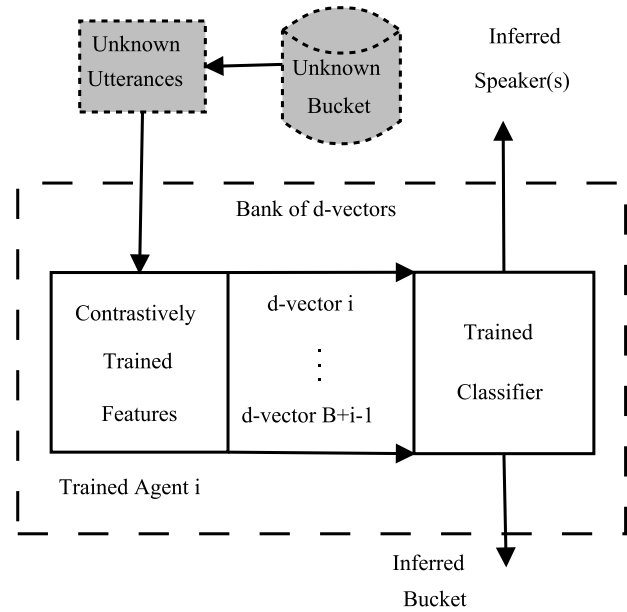 Unknown
Utterances
Unknown
Bucket
Inferred
Speaker(s)
Bank of d-vectors
Contrastively
Trained
Features
d-vector i
d-vector B+i-1
Trained
Classifier
Trained Agent i
Inferred
Bucket